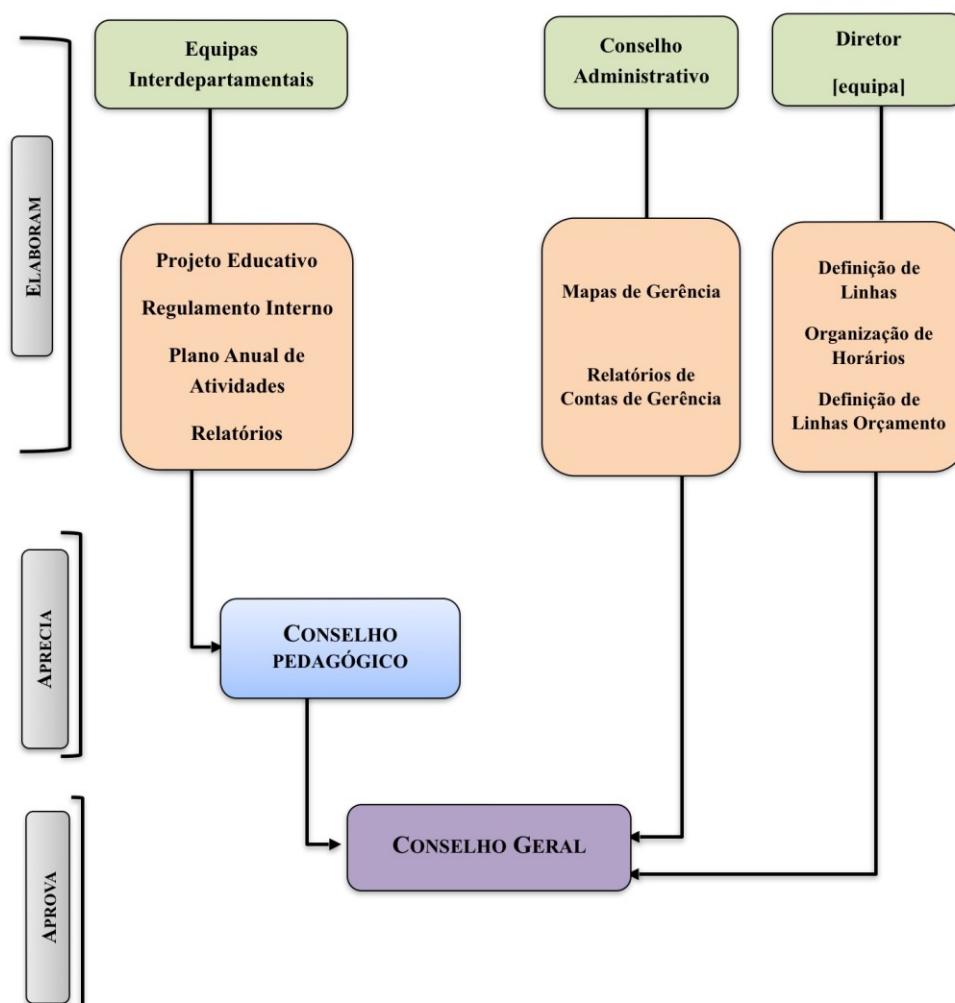 Equipas
Interdepartamentais
Conselho
Administrativo
Diretor
[equipa]
ELABORAM
Projeto Educativo
Regulamento Interno
Plano Anual de
Atividades
Relatórios
Mapas de Gerência
Relatórios de
Contas de Gerência
Definição de
Linhas
Organização de
Horários
Definição de
Linhas Orçamento
APRECIA
CONSELHO
PEDAGÓGICO
APROVA
CONSELHO GERAL